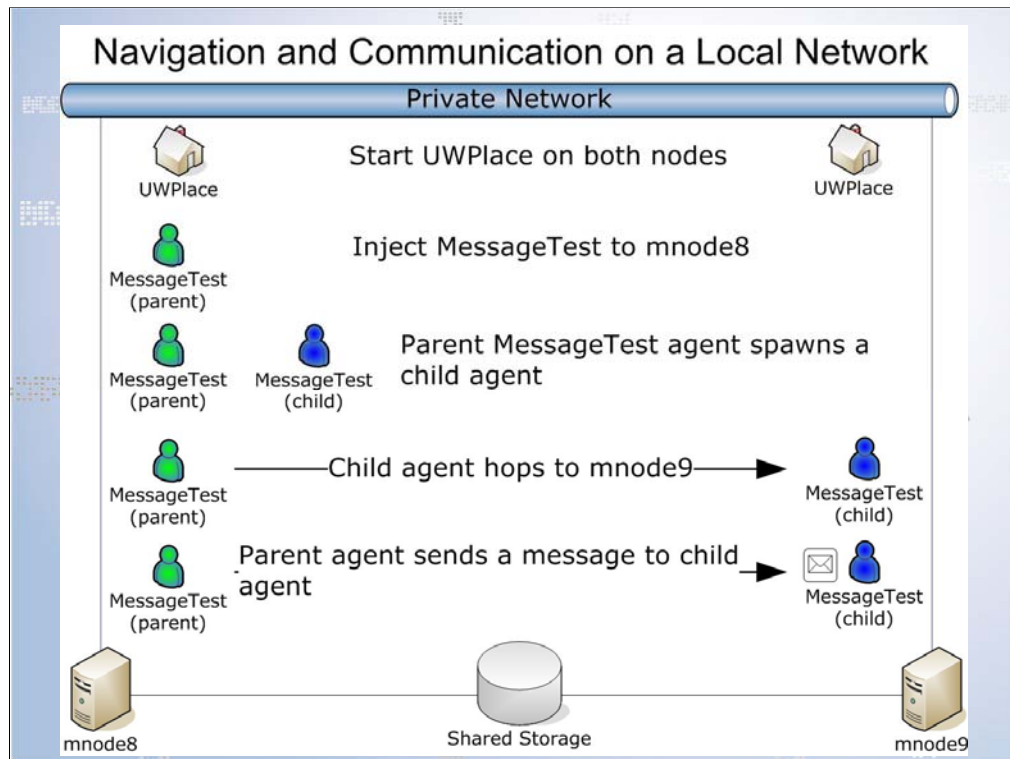 Navigation and Communication on a Local Network
Private Network
UWPlace
Start UWPlace on both nodes
UWPlace
MessageTest
(parent)
Inject MessageTest to mnode8
MessageTest
(parent)
MessageTest
(child)
Parent MessageTest agent spawns a
child agent
MessageTest
(parent)
Child agent hops to mnode9
MessageTest
(child)
MessageTest
(parent)
Parent agent sends a message to child
agent
MessageTest
(child)
mnode8
Shared Storage
mnode9